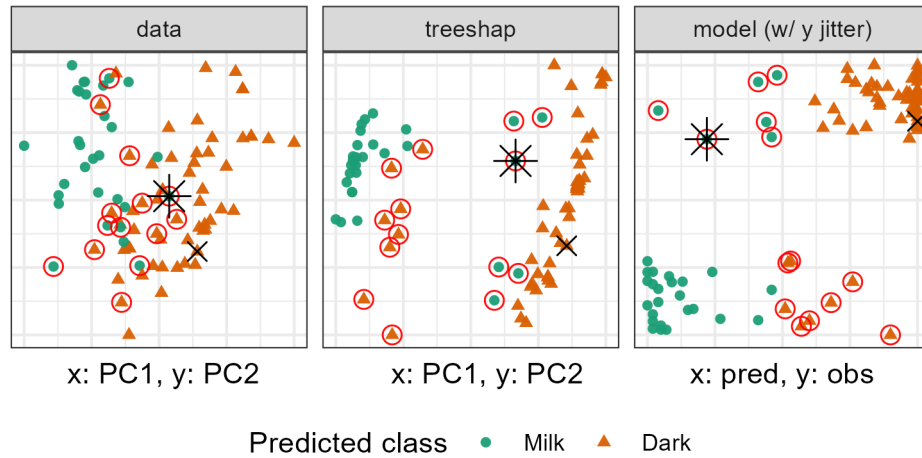 data treeshap model (w/ y jitter)
x: PC1, y: PC2 x: PC1, y: PC2 x: pred, y: obs
Predicted class Milk Dark